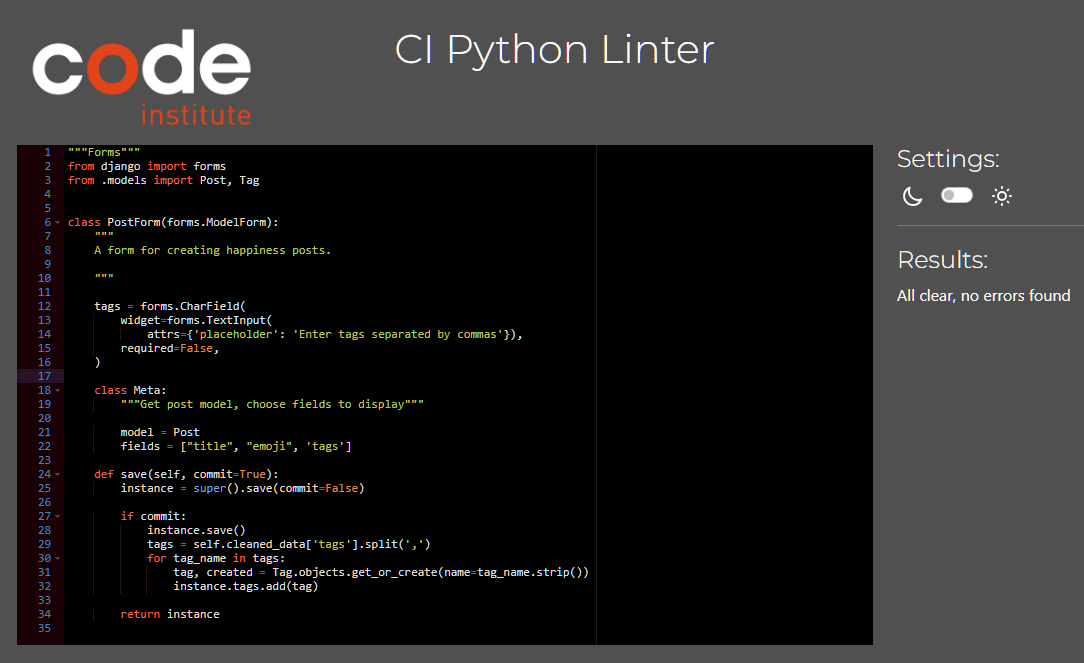 code
institute
CI Python Linter
1 """Forms"""
2 from django import forms
3 from .models import Post, Tag
4
5
6 class PostForm(forms.ModelForm):
7     """
8     A form for creating happiness posts.
9
10     """
11
12     tags = forms.CharField(
13         widget=forms.TextInput(
14             attrs={'placeholder': 'Enter tags separated by commas'}),
15         required=False,
16     )
17
18     class Meta:
19         """Get post model, choose fields to display"""
20
21         model = Post
22         fields = ["title", "emoji", 'tags']
23
24     def save(self, commit=True):
25         instance = super().save(commit=False)
26
27         if commit:
28             instance.save()
29             tags = self.cleaned_data['tags'].split(',')
30             for tag_name in tags:
31                 tag, created = Tag.objects.get_or_create(name=tag_name.strip())
32                 instance.tags.add(tag)
33
34         return instance
35
Settings:
Results:
All clear, no errors found